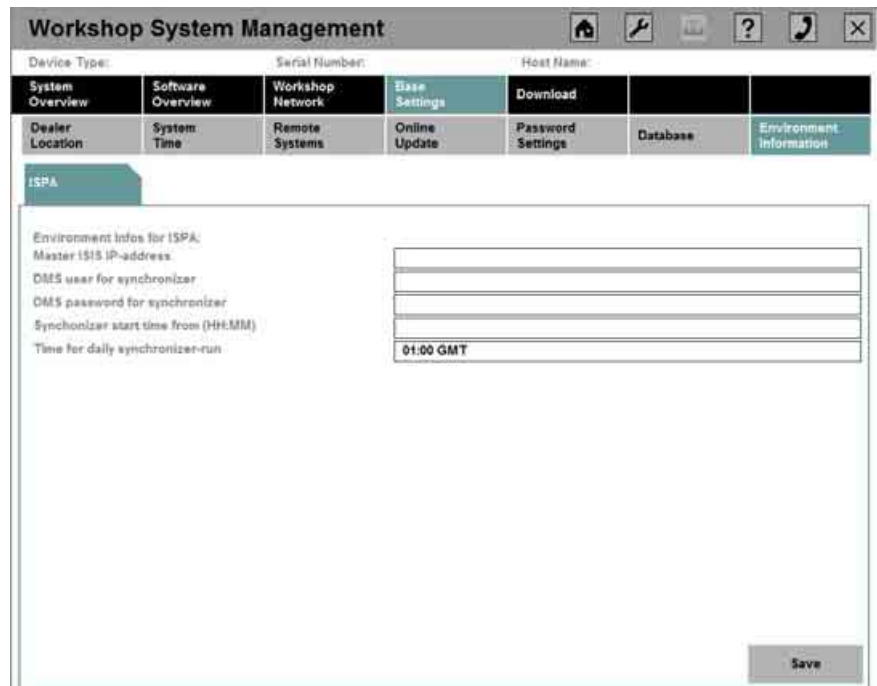 Workshop System Management
?
Device Type: Serial Number: Host Name:
System Overview
Software Overview
Workshop Network
Base Settings
Download
Dealer Location
System Time
Remote Systems
Online Update
Password Settings
Database
Environment Information
ISPA
Environment Infos for ISPA:
Master ISIS IP-address
DMS user for synchronizer
DMS password for synchronizer
Synchonizer start time from (HH:MM)
Time for daily synchronizer-run 01:00 GMT
Save